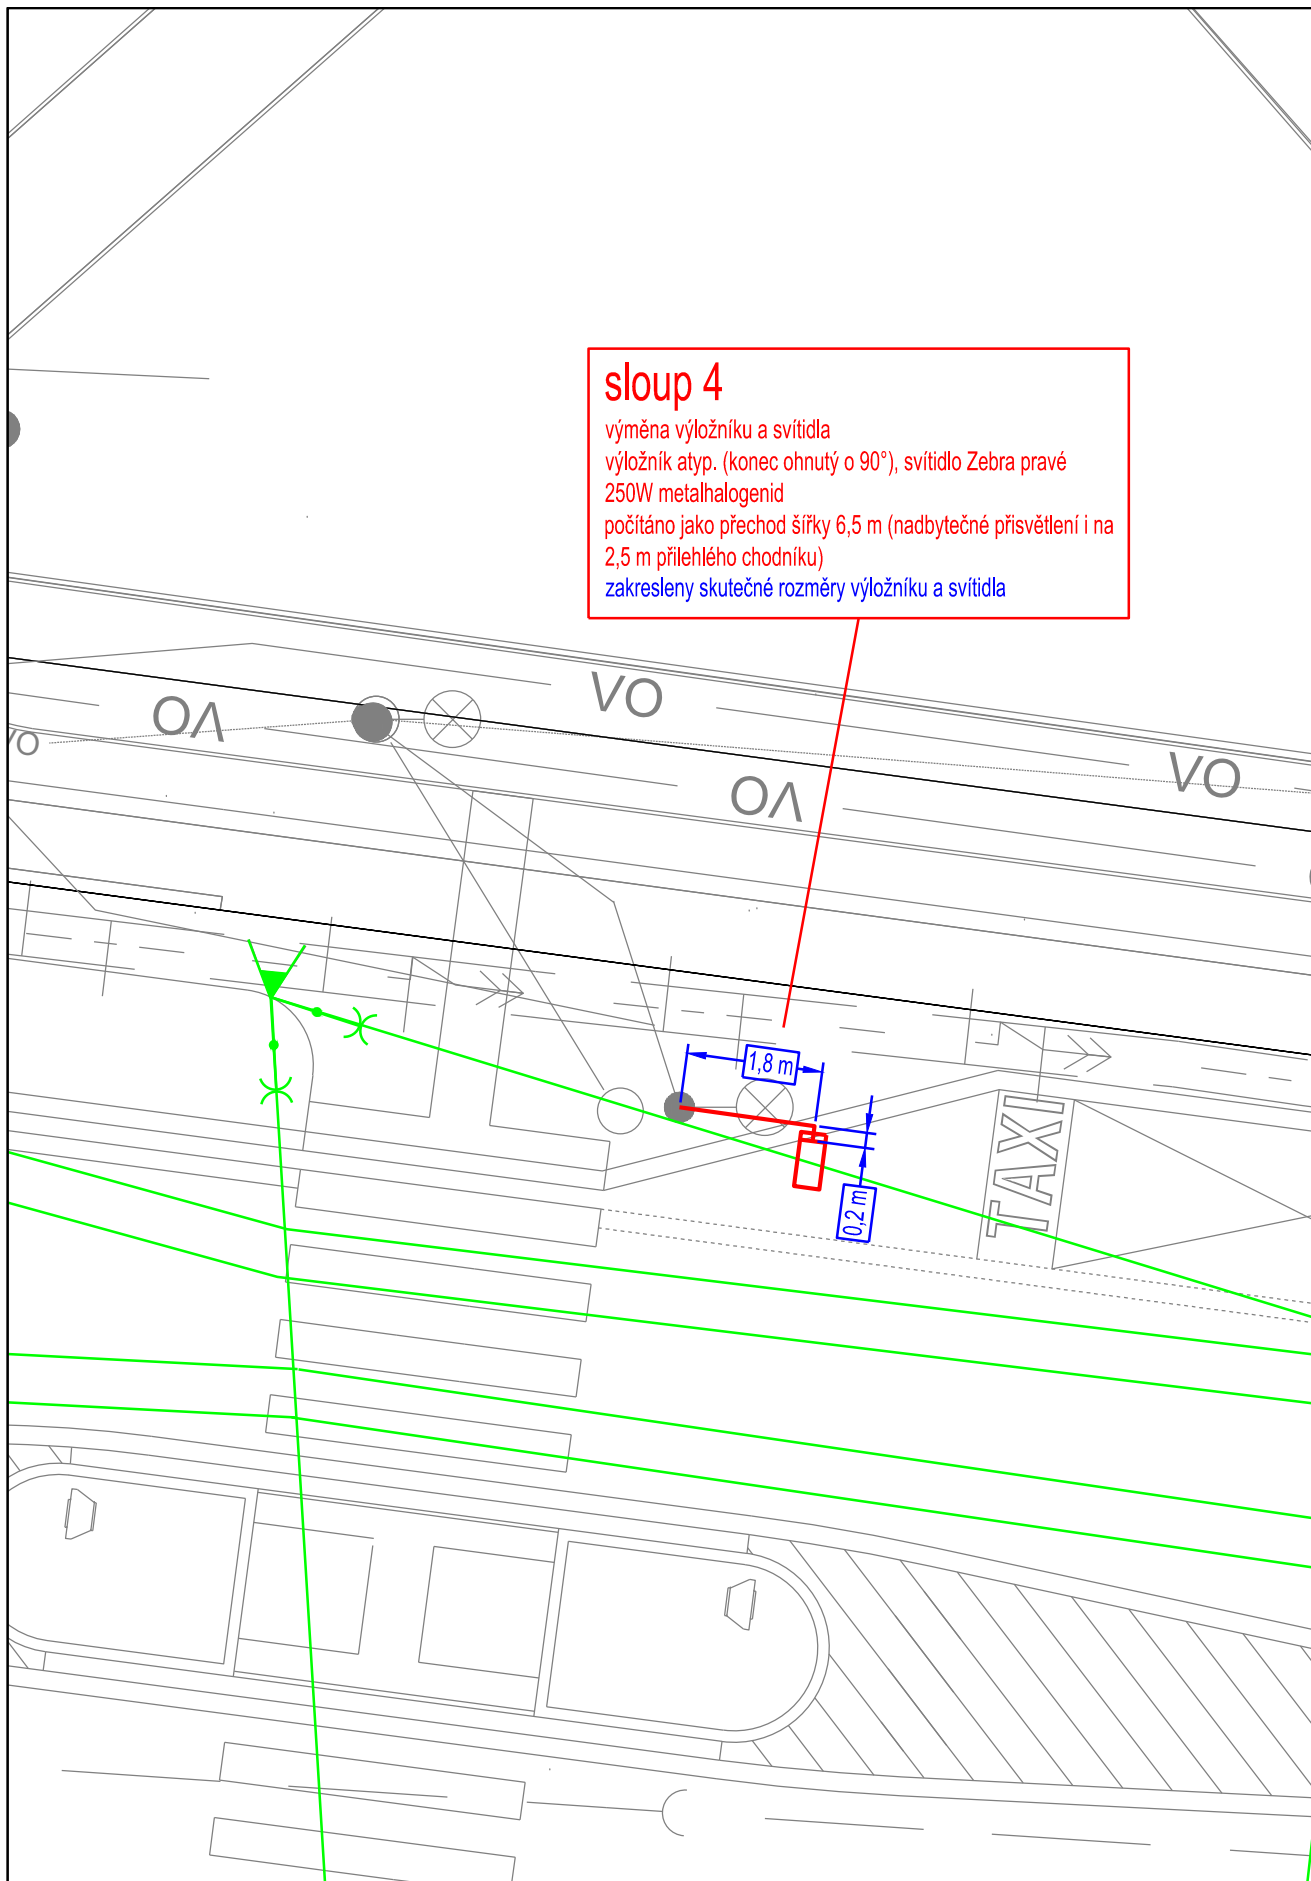 sloup 4
výměna výložníku a svítidla
výložník atyp. (konec ohnutý o 90°), svítidlo Zebra pravé
250W metalhalogenid
počítáno jako přechod šířky 6,5 m (nadbytečné přisvětlení i na
2,5 m přilehlého chodníku)
zakresleny skutečné rozměry výložníku a svítidla
VO
VO
VO
VO
VO
1,8 m
TAXI
0,2 m